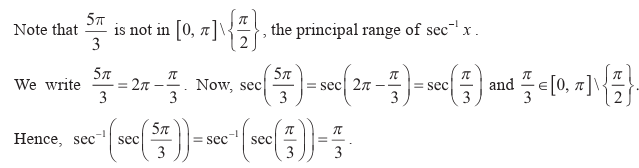 Note that 5π/3 is not in [0, π]\{π/2}, the principal range of sec⁻¹ x.
We write 5π/3 = 2π − π/3. Now, sec(5π/3) = sec(2π − π/3) = sec(π/3) and π/3 ∈ [0, π]\{π/2}.
Hence, sec⁻¹(sec(5π/3)) = sec⁻¹(sec(π/3)) = π/3.